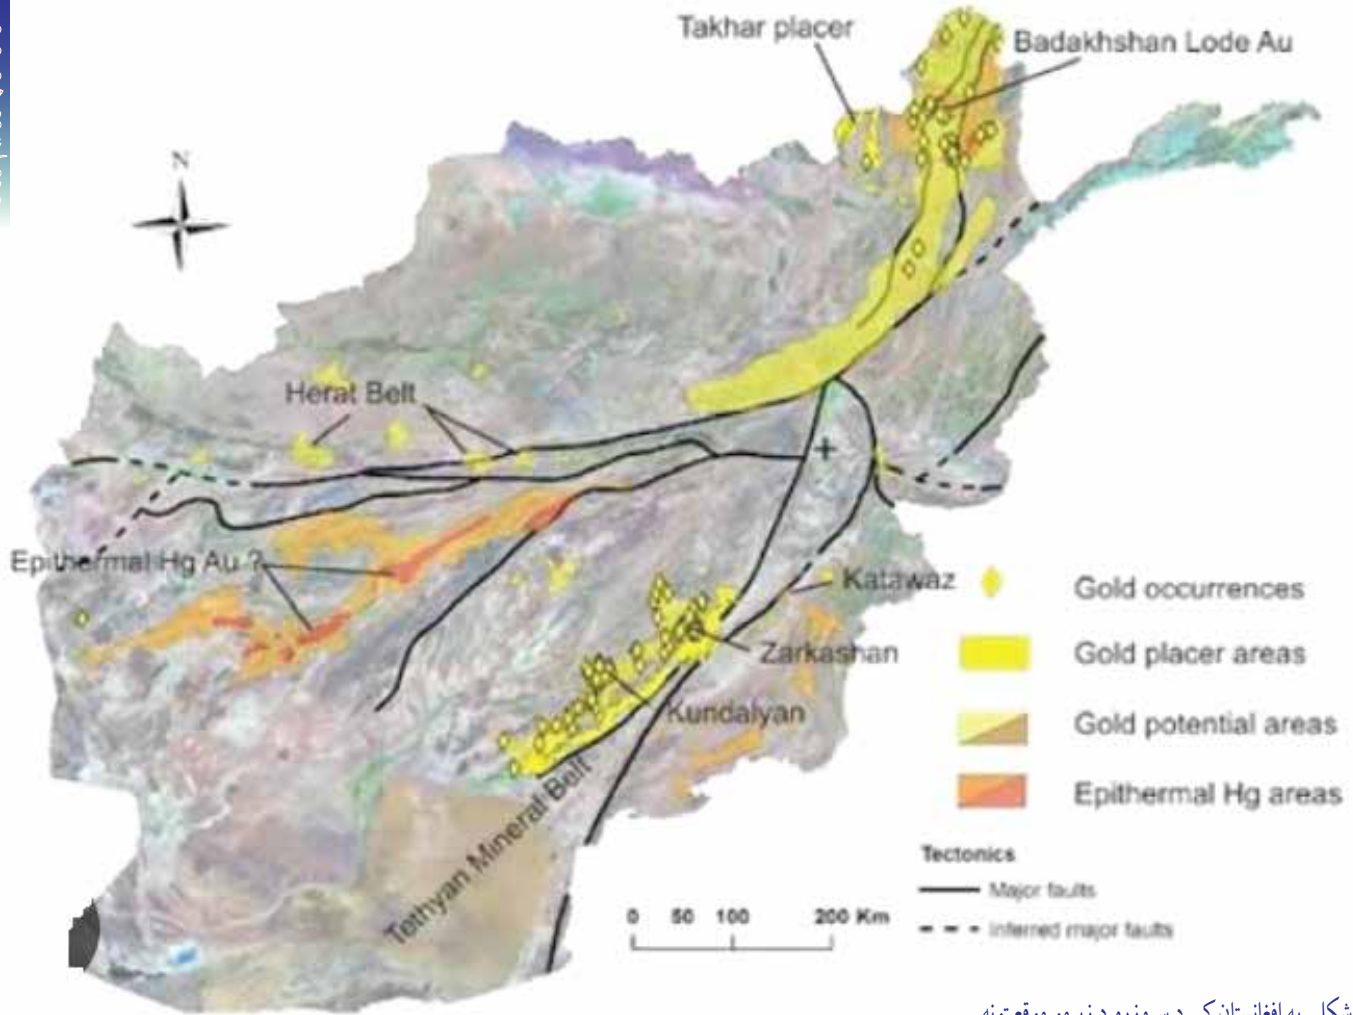 Takhar placer
Badakhshan Lode Au
N
Herat Belt
Epithermal Hg Au ?
Katawaz
Zarkashan
Kundalyan
Tethyan Mineral Belt
Gold occurrences
Gold placer areas
Gold potential areas
Epithermal Hg areas
Tectonics
Major faults
Inferred major faults
0 50 100 200 Km